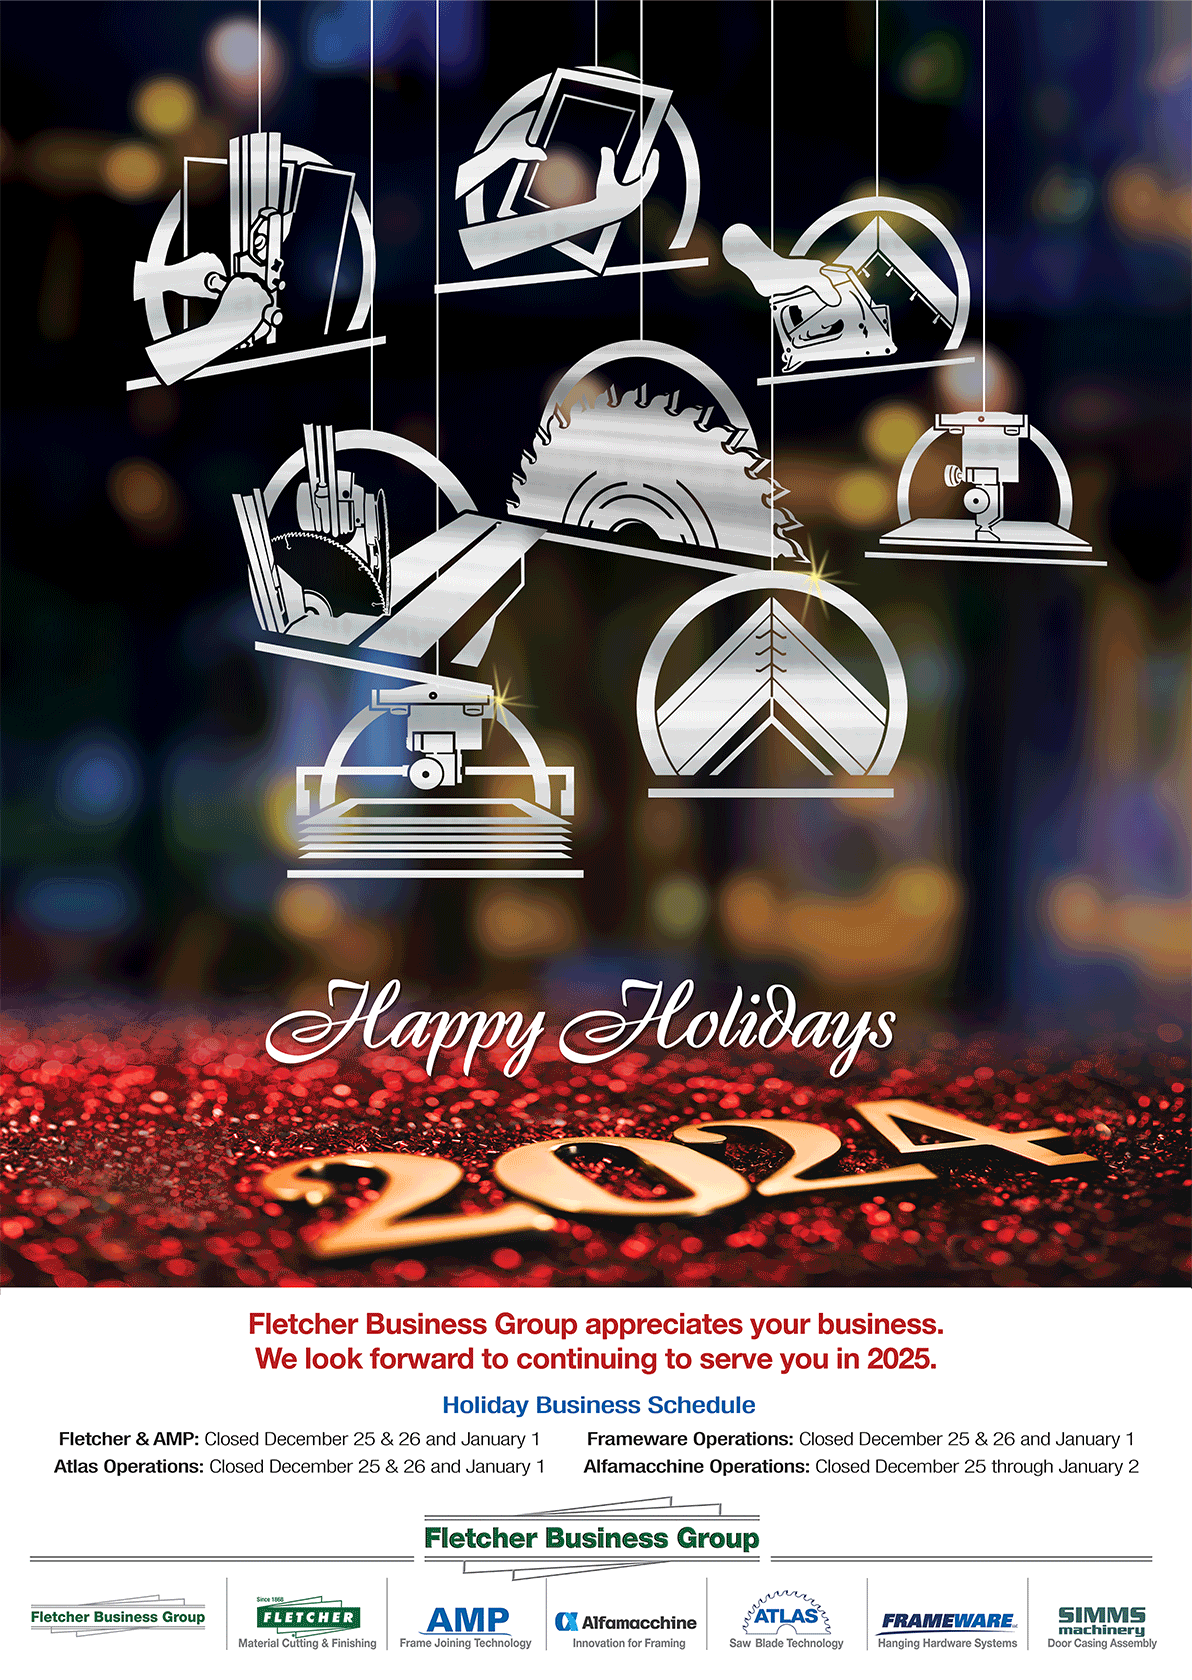 Happy Holidays
2024
Fletcher Business Group appreciates your business.
We look forward to continuing to serve you in 2025.
Holiday Business Schedule
Fletcher & AMP: Closed December 25 & 26 and January 1
Frameware Operations: Closed December 25 & 26 and January 1
Atlas Operations: Closed December 25 & 26 and January 1
Alfamacchine Operations: Closed December 25 through January 2
Fletcher Business Group
Fletcher Business Group
Since 1868
FLETCHER
Material Cutting & Finishing
AMP
Frame Joining Technology
Alfamacchine
Innovation for Framing
ATLAS
Saw Blade Technology
FRAMEWARE
Hanging Hardware Systems
SIMMS
machinery
Door Casing Assembly